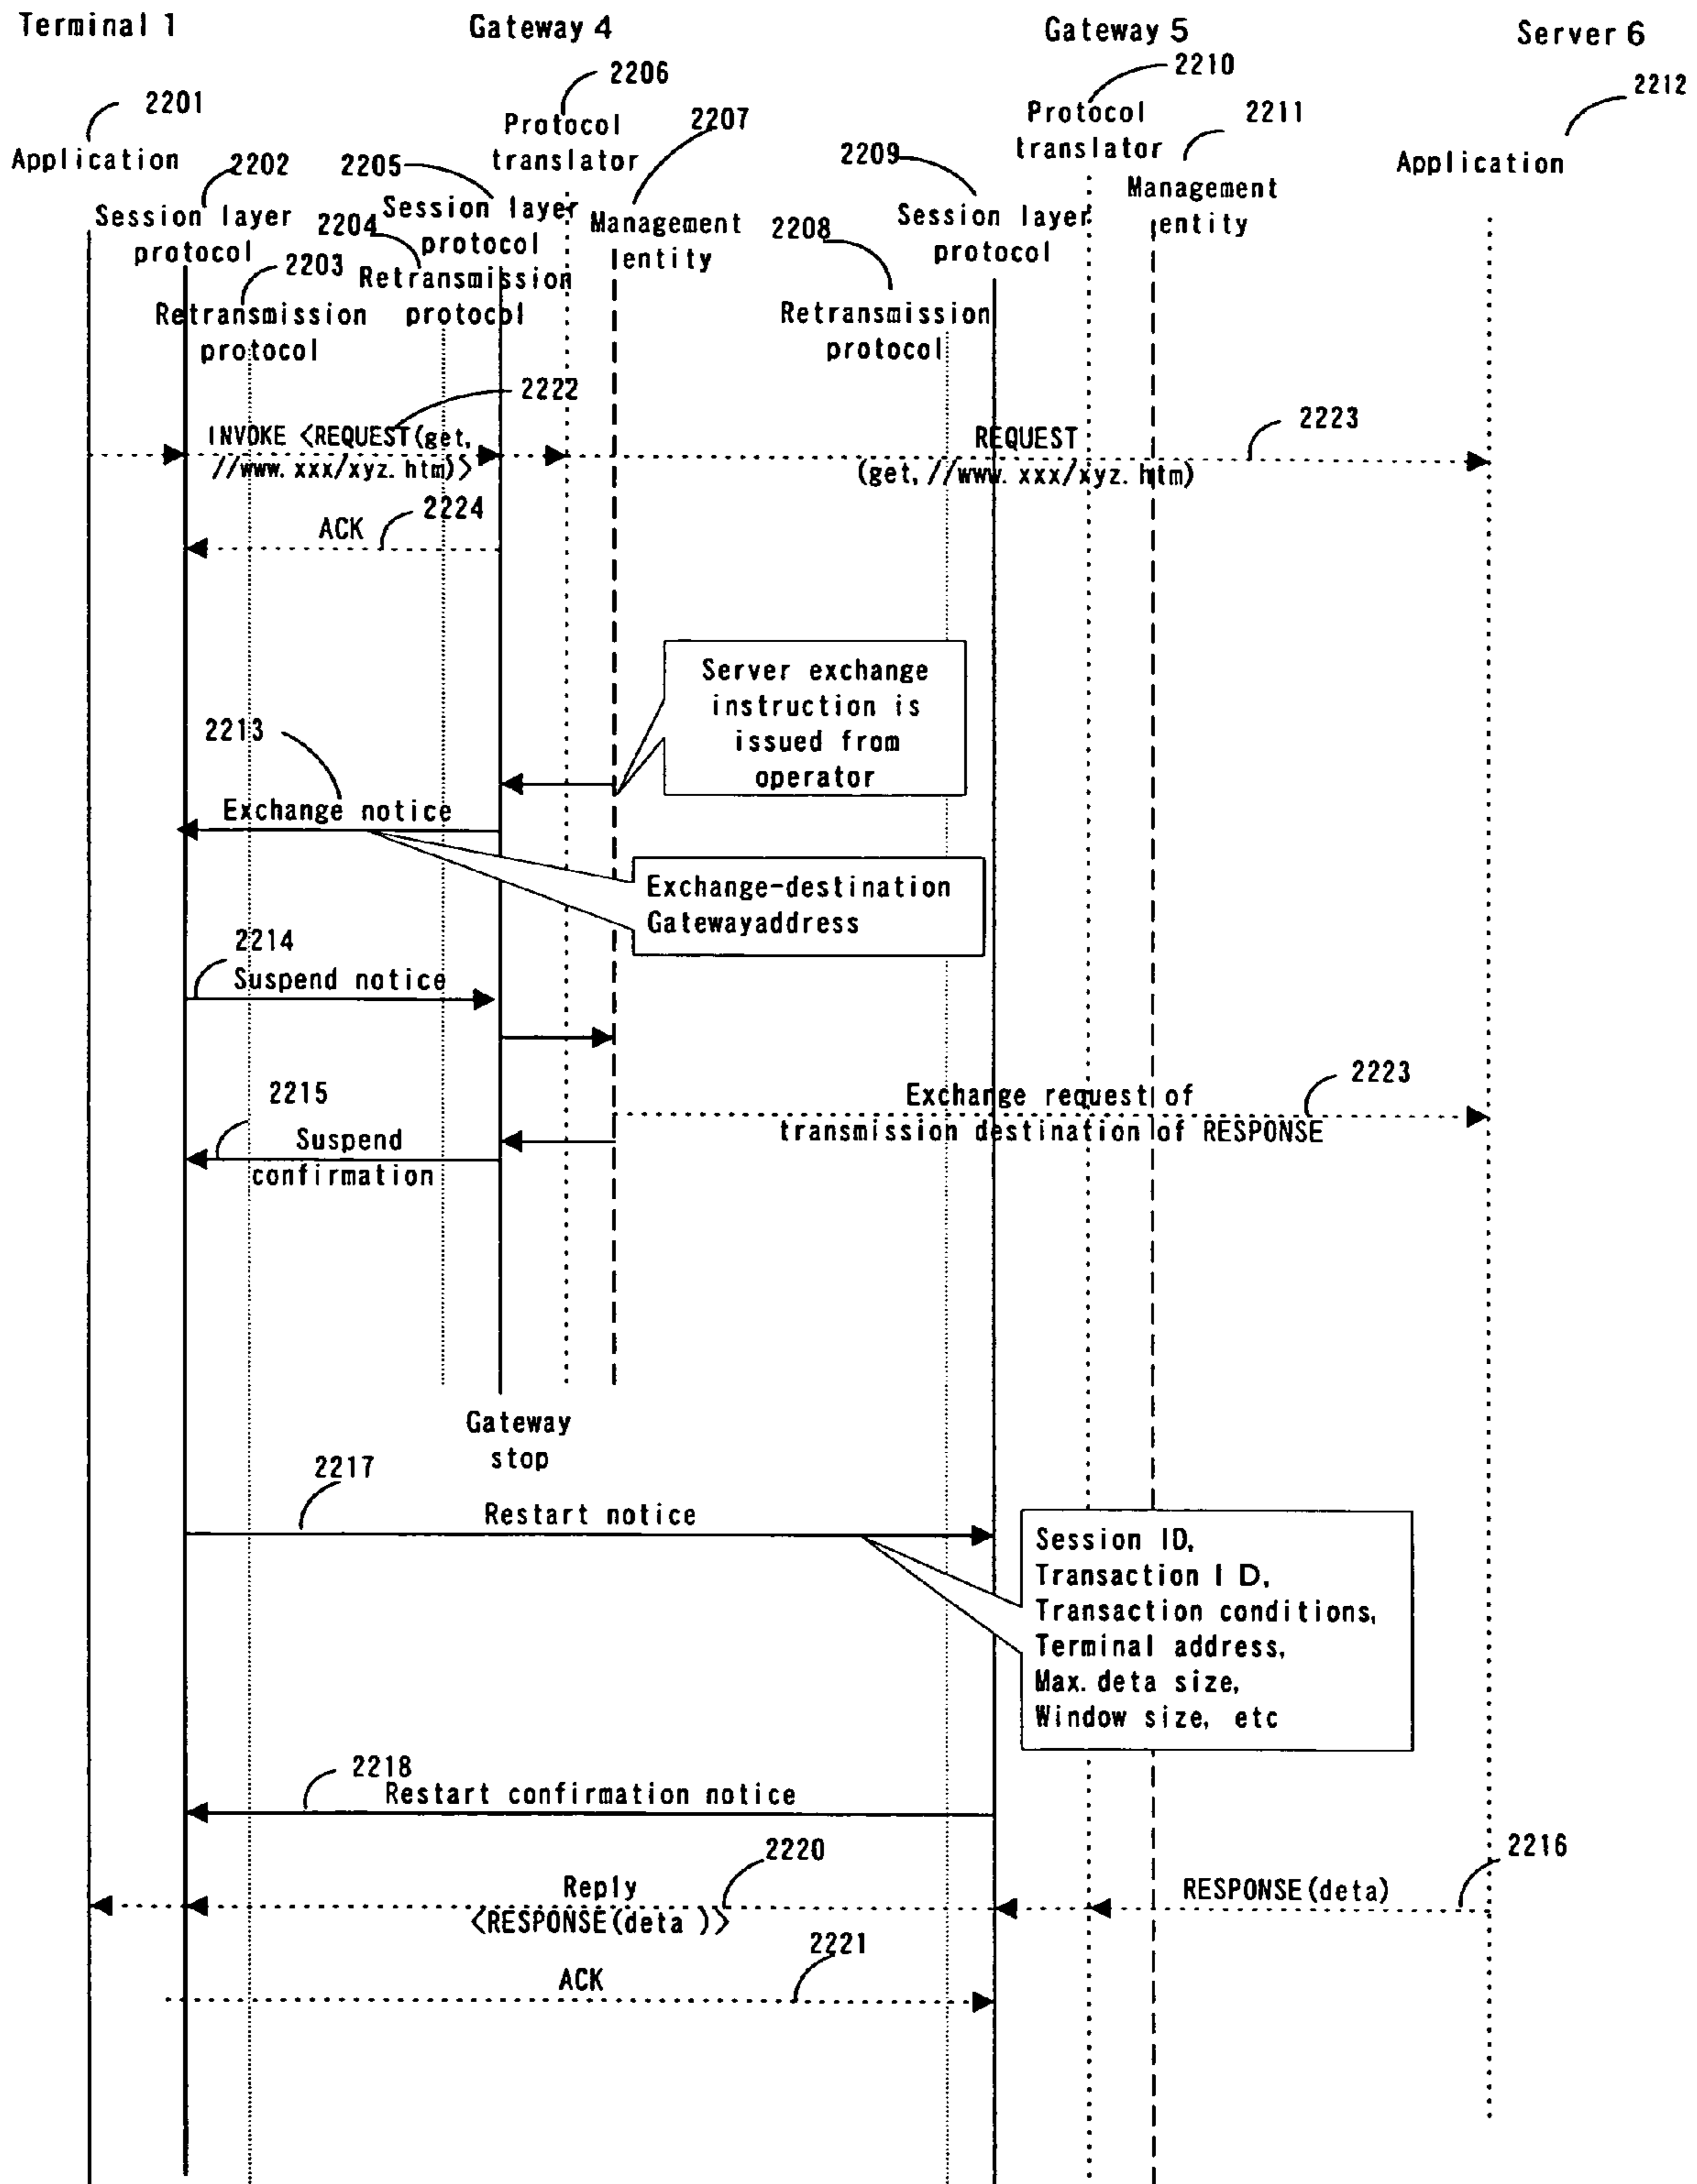 Terminal 1
Gateway 4
Gateway 5
Server 6
2206
2210
2212
2201
2207
2211
Protocol
translator
Protocol
translator
Application
2202
2205
2209
Application
Management
entity
Session layer
protocol
2204
Session layer
protocol
Management
entity
2208
Session layer
protocol
2203
Retransmission
protocol
Retransmission
protocol
Retransmission
protocol
2222
2223
INVOKE <REQUEST(get,
//www.xxx/xyz.htm)>
REQUEST
(get,//www.xxx/xyz.htm)
2224
ACK
Server exchange
instruction is
issued from
operator
2213
Exchange notice
Exchange-destination
Gatewayaddress
2214
Suspend notice
2223
Exchange request of
transmission destination of RESPONSE
2215
Suspend
confirmation
Gateway
stop
2217
Restart notice
Session ID,
Transaction I D,
Transaction conditions,
Terminal address,
Max. deta size,
Window size, etc
2218
Restart confirmation notice
2220
2216
Reply
<RESPONSE(deta )>
RESPONSE(deta)
2221
ACK